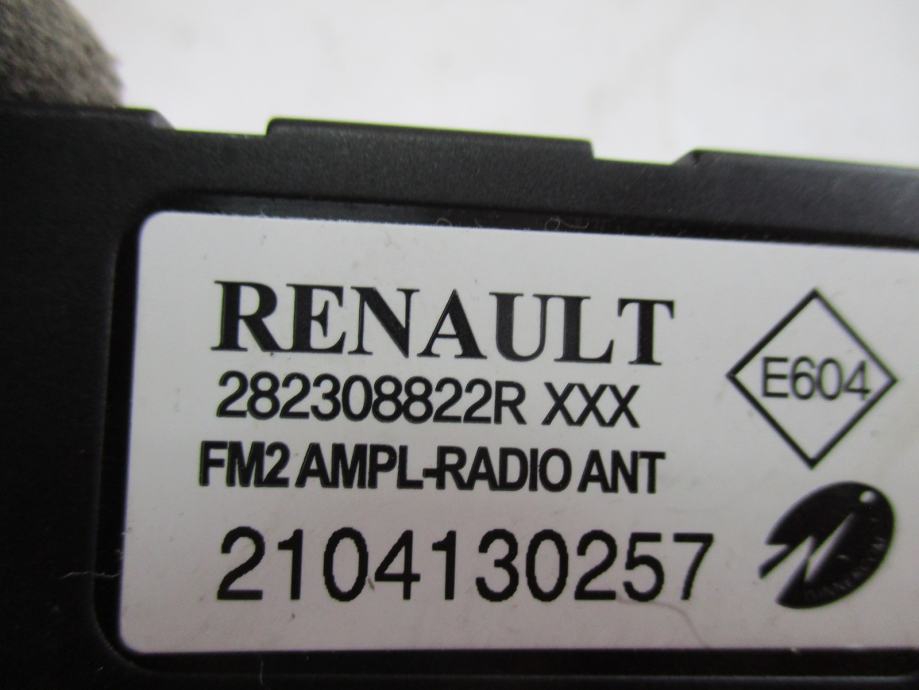 RENAULT
282308822R XXX
FM2 AMPL-RADIO ANT
2104130257
E604